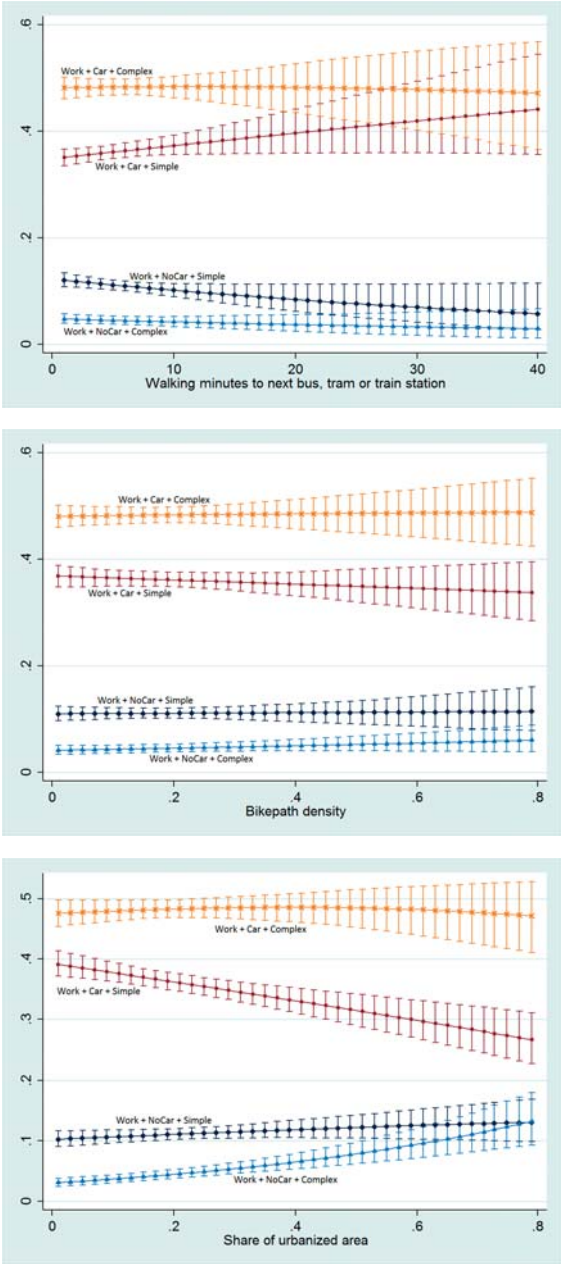 .6
Work + Car + Complex
.4
Work + Car + Simple
.2
Work + NoCar + Simple
Work + NoCar + Complex
0
0 10 20 30 40
Walking minutes to next bus, tram or train station
.6
Work + Car + Complex
.4
Work + Car + Simple
.2
Work + NoCar + Simple
Work + NoCar + Complex
0
0 .2 .4 .6 .8
Bikepath density
.5
Work + Car + Complex
.4
Work + Car + Simple
.3
.2
Work + NoCar + Simple
.1
Work + NoCar + Complex
0
0 .2 .4 .6 .8
Share of urbanized area